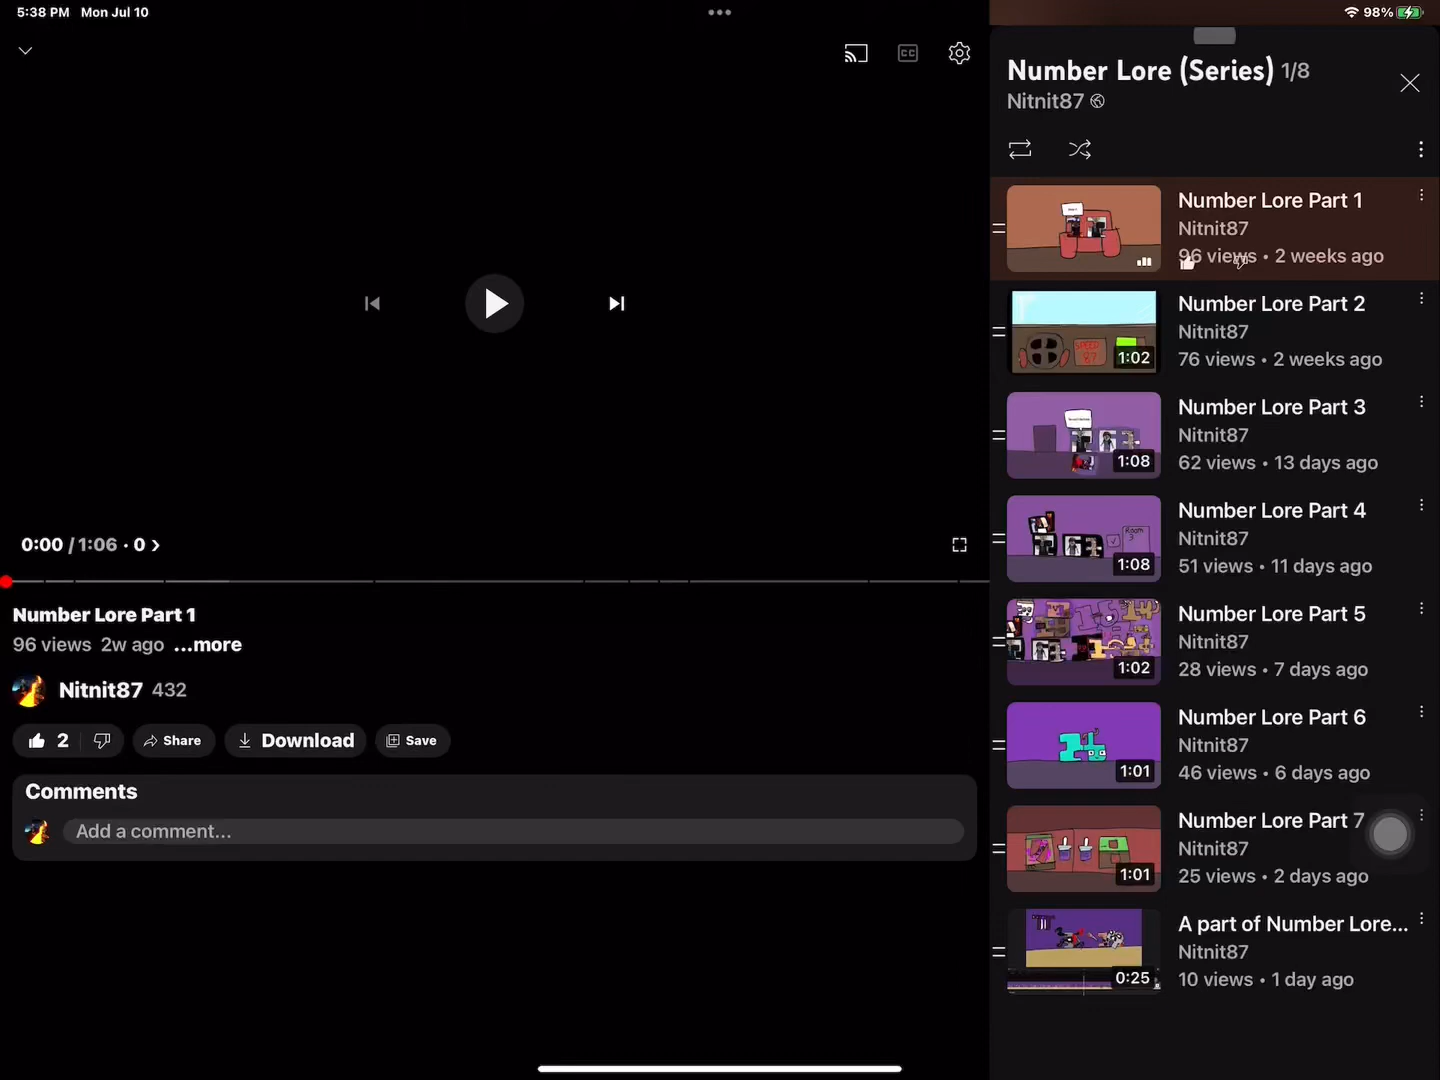 5:38 PM Mon Jul 10
98%
CC
0:00 / 1:06 • 0 >
Number Lore Part 1
96 views 2w ago ...more
Nitnit87 432
2 Share Download Save
Comments
Add a comment...
Number Lore (Series) 1/8
Nitnit87
Number Lore Part 1
Nitnit87
96 views • 2 weeks ago
SPEED
87
1:02
Number Lore Part 2
Nitnit87
76 views • 2 weeks ago
1:08
Number Lore Part 3
Nitnit87
62 views • 13 days ago
Room
3
1:08
Number Lore Part 4
Nitnit87
51 views • 11 days ago
1:02
Number Lore Part 5
Nitnit87
28 views • 7 days ago
1:01
Number Lore Part 6
Nitnit87
46 views • 6 days ago
1:01
Number Lore Part 7
Nitnit87
25 views • 2 days ago
0:25
A part of Number Lore...
Nitnit87
10 views • 1 day ago